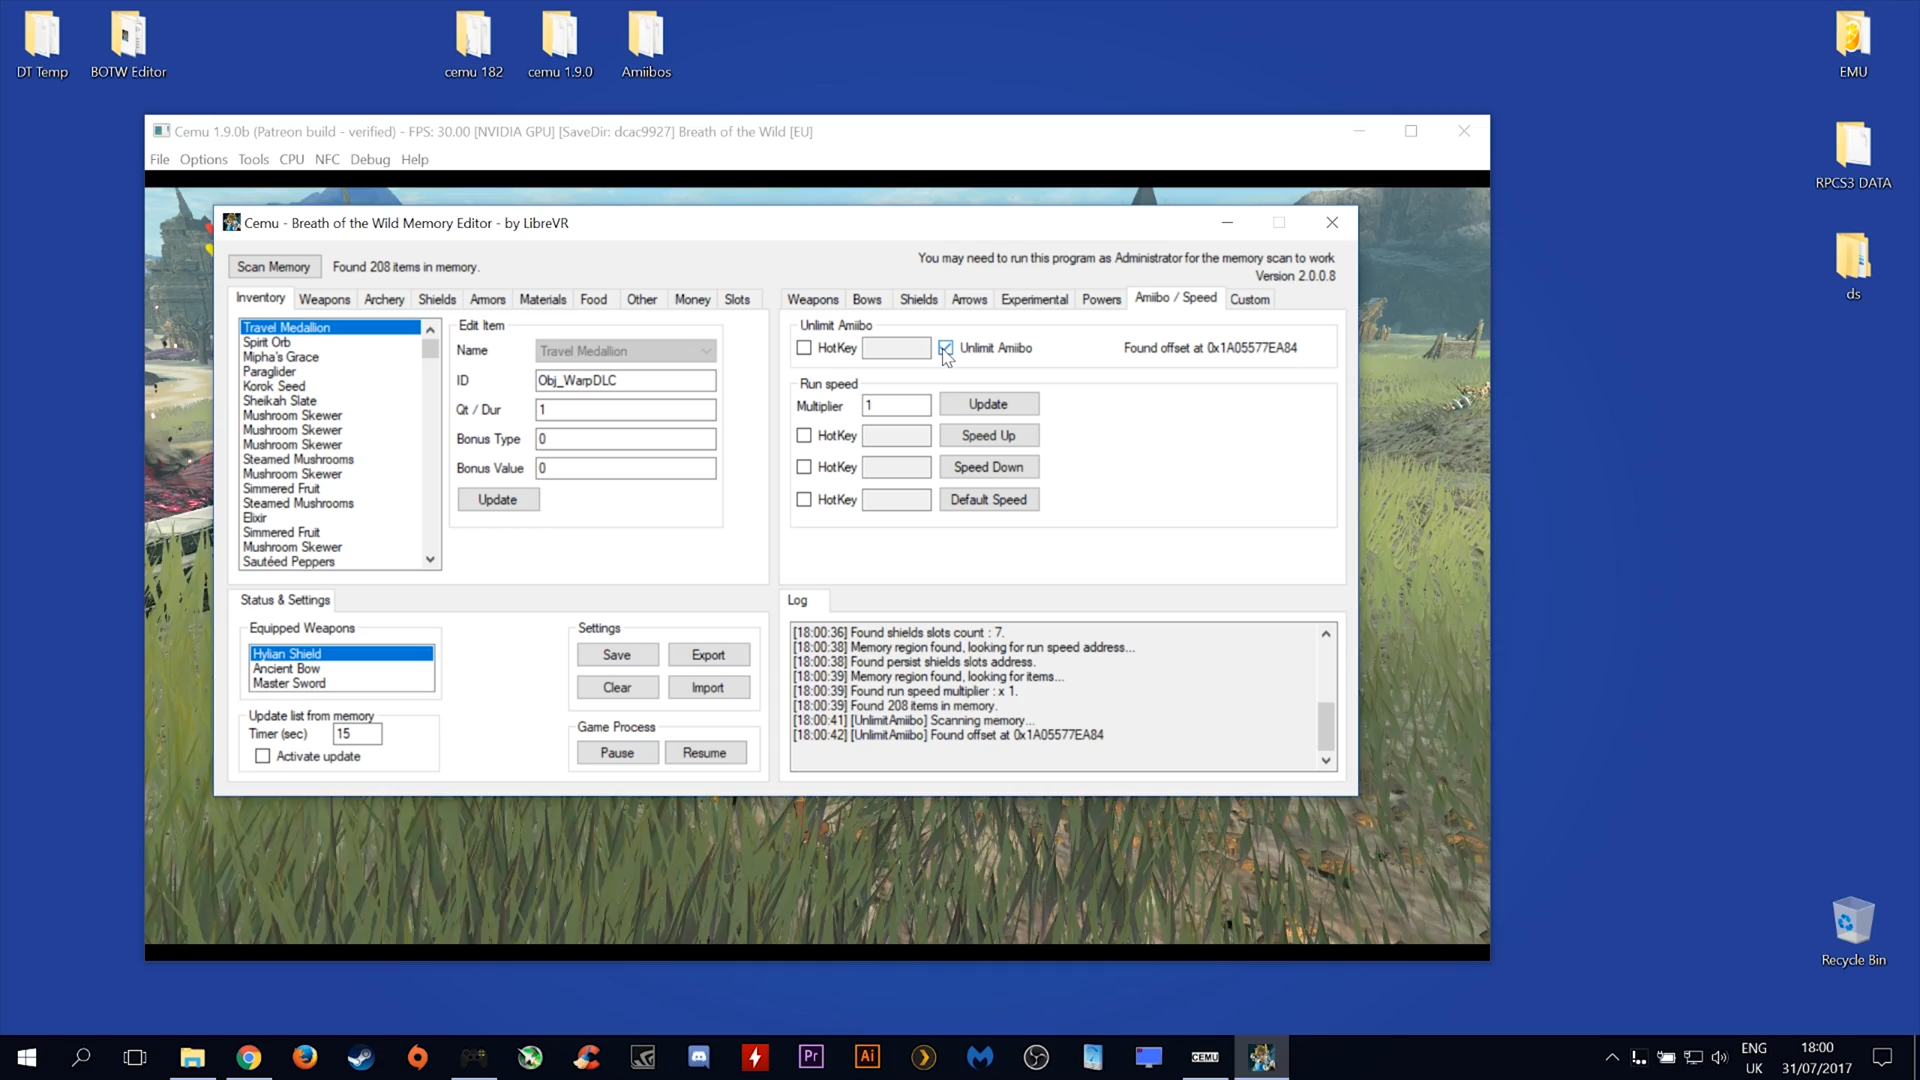 DT Temp
BOTW Editor
cemu 182
cemu 1.9.0
Amiibos
EMU
RPCS3 DATA
ds
Recycle Bin
Cemu 1.9.0b (Patreon build - verified) - FPS: 30.00 [NVIDIA GPU] [SaveDir: dcac9927] Breath of the Wild [EU]
File Options Tools CPU NFC Debug Help
Cemu - Breath of the Wild Memory Editor - by LibreVR
Scan Memory Found 208 items in memory.
You may need to run this program as Administrator for the memory scan to work
Version 2.0.0.8
Inventory Weapons Archery Shields Armors Materials Food Other Money Slots
Travel Medallion
Spirit Orb
Mipha's Grace
Paraglider
Korok Seed
Sheikah Slate
Mushroom Skewer
Mushroom Skewer
Mushroom Skewer
Steamed Mushrooms
Mushroom Skewer
Simmered Fruit
Steamed Mushrooms
Elixir
Simmered Fruit
Mushroom Skewer
Sautéed Peppers
Edit Item
Name Travel Medallion
ID Obj_WarpDLC
Qt / Dur 1
Bonus Type 0
Bonus Value 0
Update
Weapons Bows Shields Arrows Experimental Powers Amiibo / Speed Custom
Unlimit Amiibo
HotKey Unlimit Amiibo Found offset at 0x1A05577EA84
Run speed
Multiplier 1 Update
HotKey Speed Up
HotKey Speed Down
HotKey Default Speed
Status & Settings
Equipped Weapons
Hylian Shield
Ancient Bow
Master Sword
Update list from memory
Timer (sec) 15
Activate update
Settings
Save Export
Clear Import
Game Process
Pause Resume
Log
[18:00:36] Found shields slots count : 7.
[18:00:38] Memory region found, looking for run speed address...
[18:00:38] Found persist shields slots address.
[18:00:39] Memory region found, looking for items...
[18:00:39] Found run speed multiplier : x 1.
[18:00:39] Found 208 items in memory.
[18:00:41] [UnlimitAmiibo] Scanning memory...
[18:00:42] [UnlimitAmiibo] Found offset at 0x1A05577EA84
Pr
Ai
CEMU
ENG
UK
18:00
31/07/2017